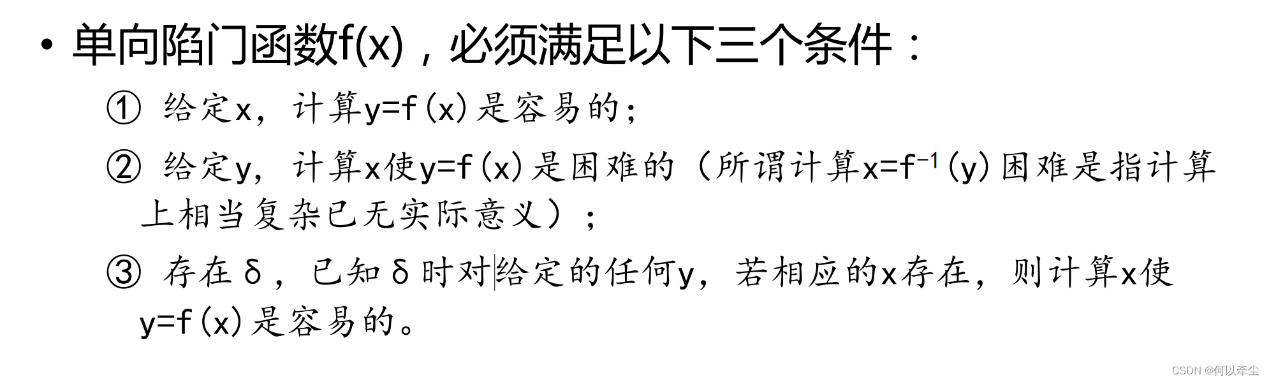 • 单向陷门函数f(x)，必须满足以下三个条件：
① 给定x，计算y=f(x)是容易的；
② 给定y，计算x使y=f(x)是困难的（所谓计算x=f⁻¹(y)困难是指计算
上相当复杂已无实际意义）；
③ 存在δ，已知δ时对给定的任何y，若相应的x存在，则计算x使
y=f(x)是容易的。
CSDN @何以牵尘